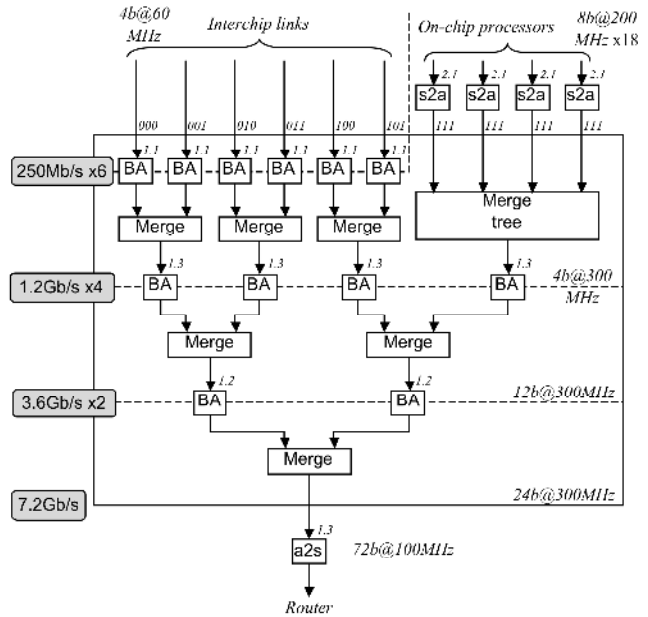 4b@60
MHz
Interchip links
On-chip processors
8b@200
MHz x18
2.1 2.1 2.1 2.1
s2a s2a s2a s2a
000 001 010 011 100 101 111 111 111 111
1.1 1.1 1.1 1.1 1.1 1.1
250Mb/s x6
BA BA BA BA BA BA
Merge Merge Merge
Merge
tree
1.3 1.3 1.3 1.3
1.2Gb/s x4
BA BA BA BA
4b@300
MHz
Merge Merge
1.2 1.2
3.6Gb/s x2
BA BA
12b@300MHz
Merge
7.2Gb/s
24b@300MHz
1.3
a2s
72b@100MHz
Router